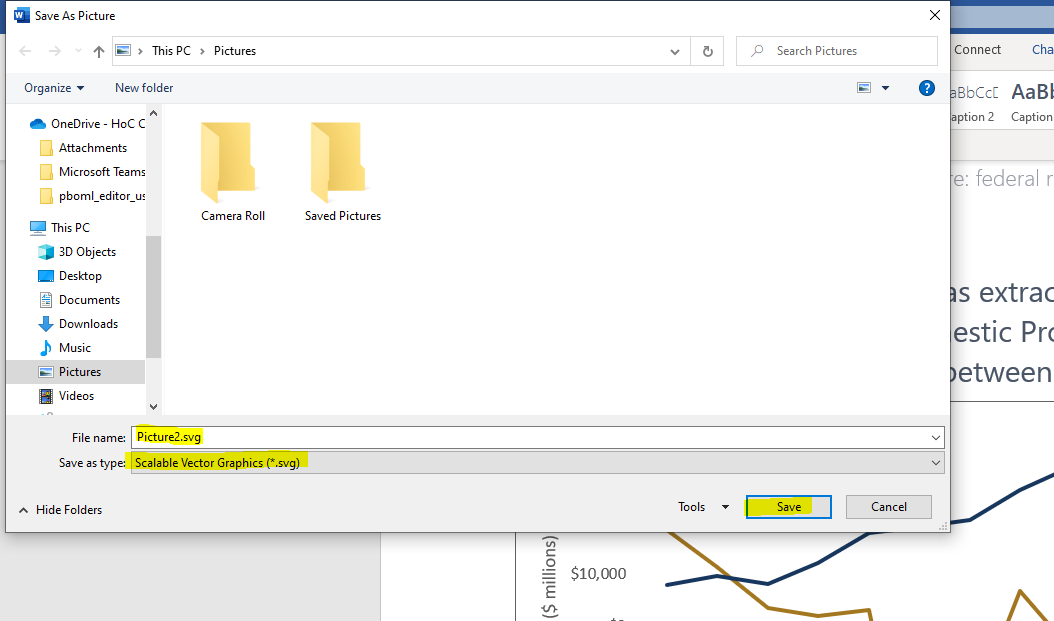 Save As Picture
This PC > Pictures
Search Pictures
Organize
New folder
?
OneDrive - HoC C
Attachments
Microsoft Teams
pboml_editor_us
This PC
3D Objects
Desktop
Documents
Downloads
Music
Pictures
Videos
Camera Roll
Saved Pictures
File name: Picture2.svg
Save as type: Scalable Vector Graphics (*.svg)
Hide Folders
Tools
Save
Cancel
Connect
Cha
aBbCcD
AaBb
aption 2
Caption
re: federal r
as extrac
nestic Pro
between
($ millions)
$10,000